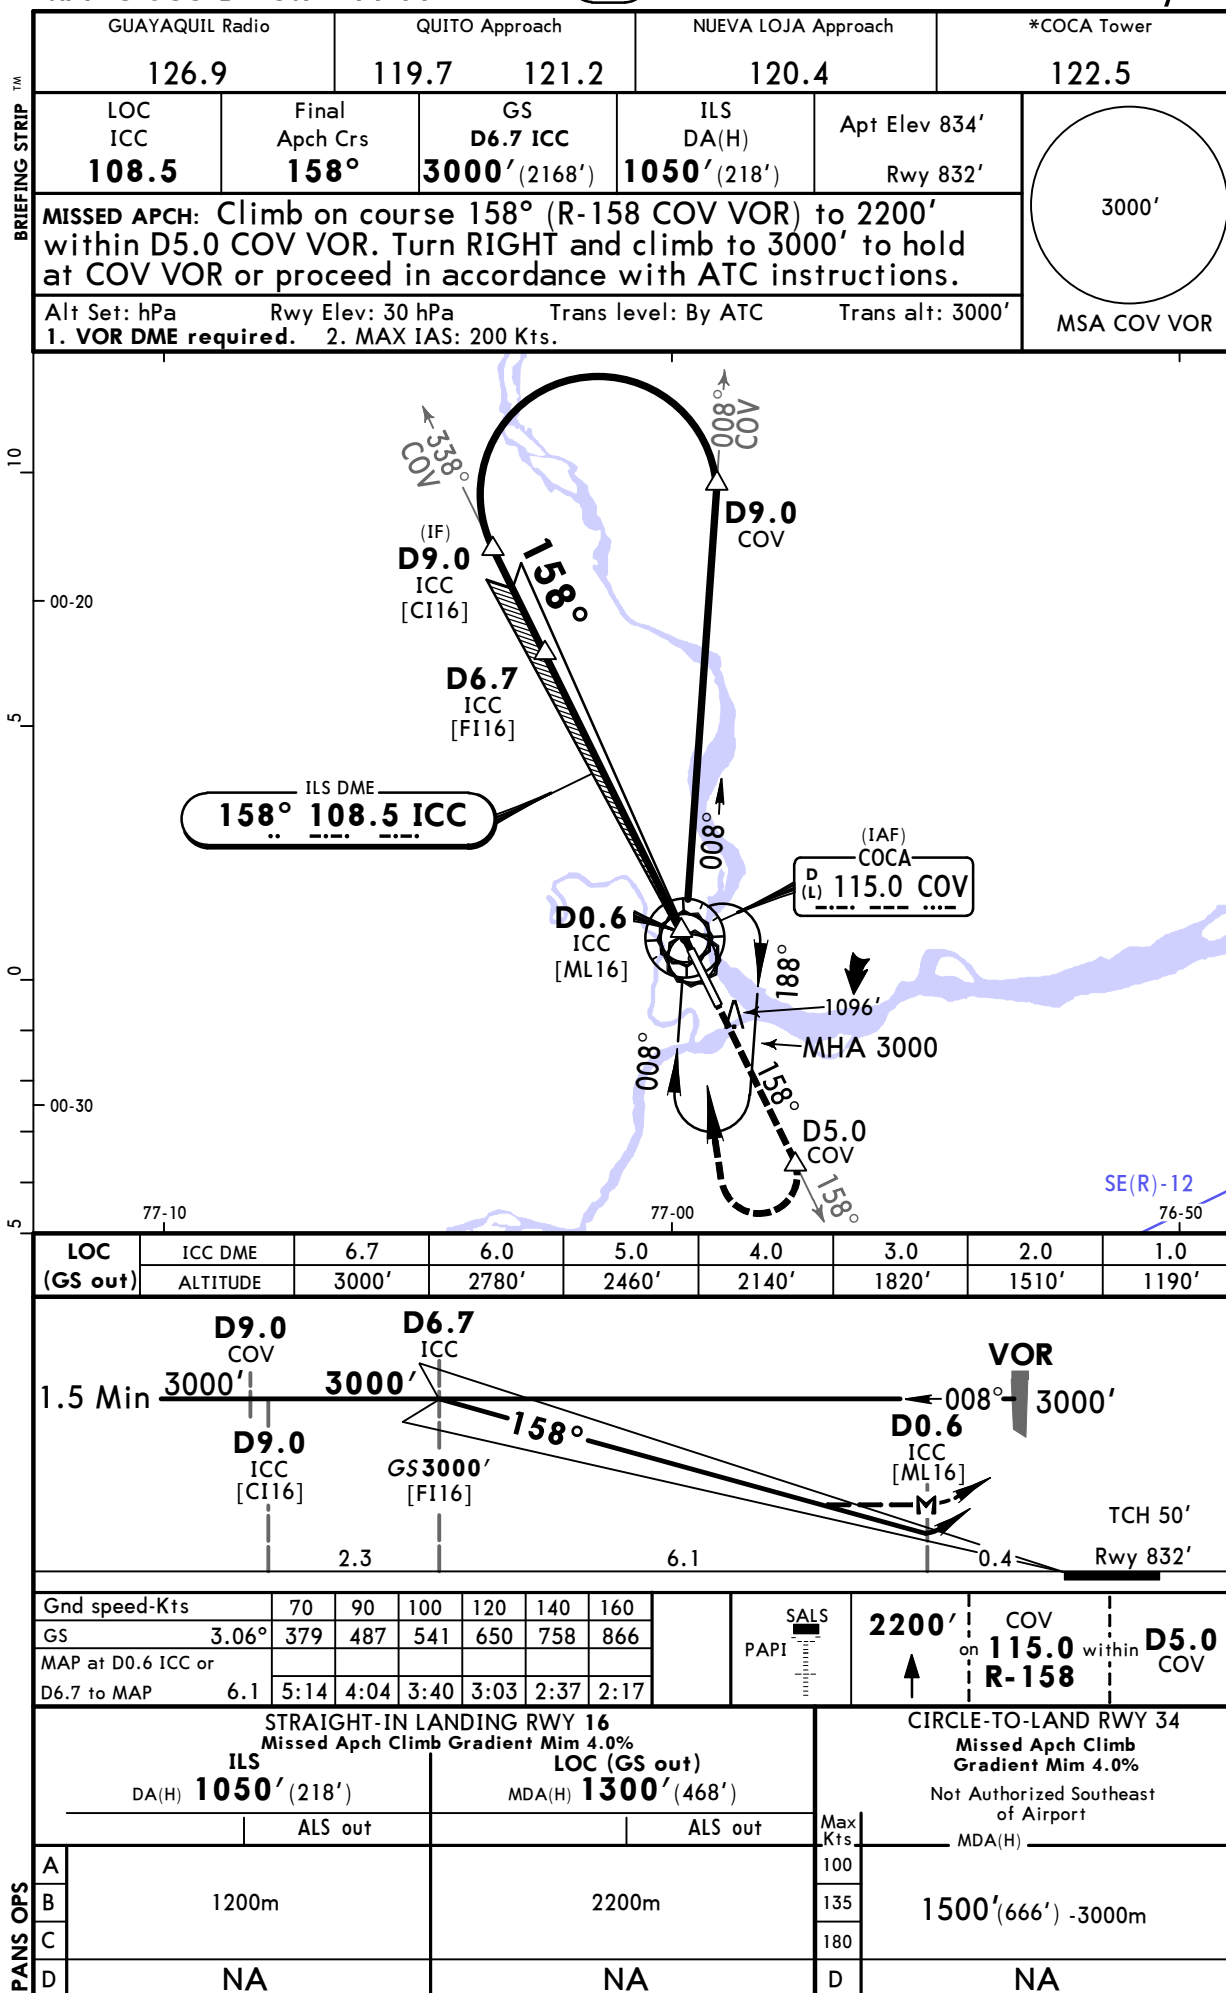 GUAYAQUIL Radio
126.9
QUITO Approach
119.7 121.2
NUEVA LOJA Approach
120.4
*COCA Tower
122.5
BRIEFING STRIP TM
LOC
ICC
108.5
Final
Apch Crs
158°
GS
D6.7 ICC
3000' (2168')
ILS
DA(H)
1050' (218')
Apt Elev 834'
Rwy 832'
3000'
MSA COV VOR
MISSED APCH: Climb on course 158° (R-158 COV VOR) to 2200'
within D5.0 COV VOR. Turn RIGHT and climb to 3000' to hold
at COV VOR or proceed in accordance with ATC instructions.
Alt Set: hPa Rwy Elev: 30 hPa Trans level: By ATC Trans alt: 3000'
1. VOR DME required. 2. MAX IAS: 200 Kts.
338°
COV
008°
COV
10
D9.0
COV
(IF)
D9.0
ICC
[CI16]
158°
00-20
D6.7
ICC
[FI16]
5
ILS DME
158° 108.5 ICC
008°
(IAF)
COCA
D
(L) 115.0 COV
D0.6
ICC
[ML16]
0
188°
1096'
MHA 3000
008°
158°
00-30
D5.0
COV
158°
SE(R)-12
5
77-10
77-00
76-50
LOC
(GS out)
ICC DME 6.7 6.0 5.0 4.0 3.0 2.0 1.0
ALTITUDE 3000' 2780' 2460' 2140' 1820' 1510' 1190'
D9.0
COV
D6.7
ICC
VOR
1.5 Min
3000'
3000'
008°
3000'
158°
D9.0
ICC
[CI16]
GS 3000'
[FI16]
D0.6
ICC
[ML16]
M
TCH 50'
2.3
6.1
0.4
Rwy 832'
Gnd speed-Kts 70 90 100 120 140 160
GS 3.06° 379 487 541 650 758 866
MAP at D0.6 ICC or
D6.7 to MAP 6.1 5:14 4:04 3:40 3:03 2:37 2:17
SALS
PAPI
2200'
on
COV
115.0
R-158
within
D5.0
COV
STRAIGHT-IN LANDING RWY 16
Missed Apch Climb Gradient Mim 4.0%
ILS
DA(H) 1050' (218')
LOC (GS out)
MDA(H) 1300' (468')
ALS out
ALS out
CIRCLE-TO-LAND RWY 34
Missed Apch Climb
Gradient Mim 4.0%
Not Authorized Southeast
of Airport
Max
Kts
MDA(H)
PANS OPS
A
B
C
D
1200m
NA
2200m
NA
100
135
180
D
1500' (666') -3000m
NA